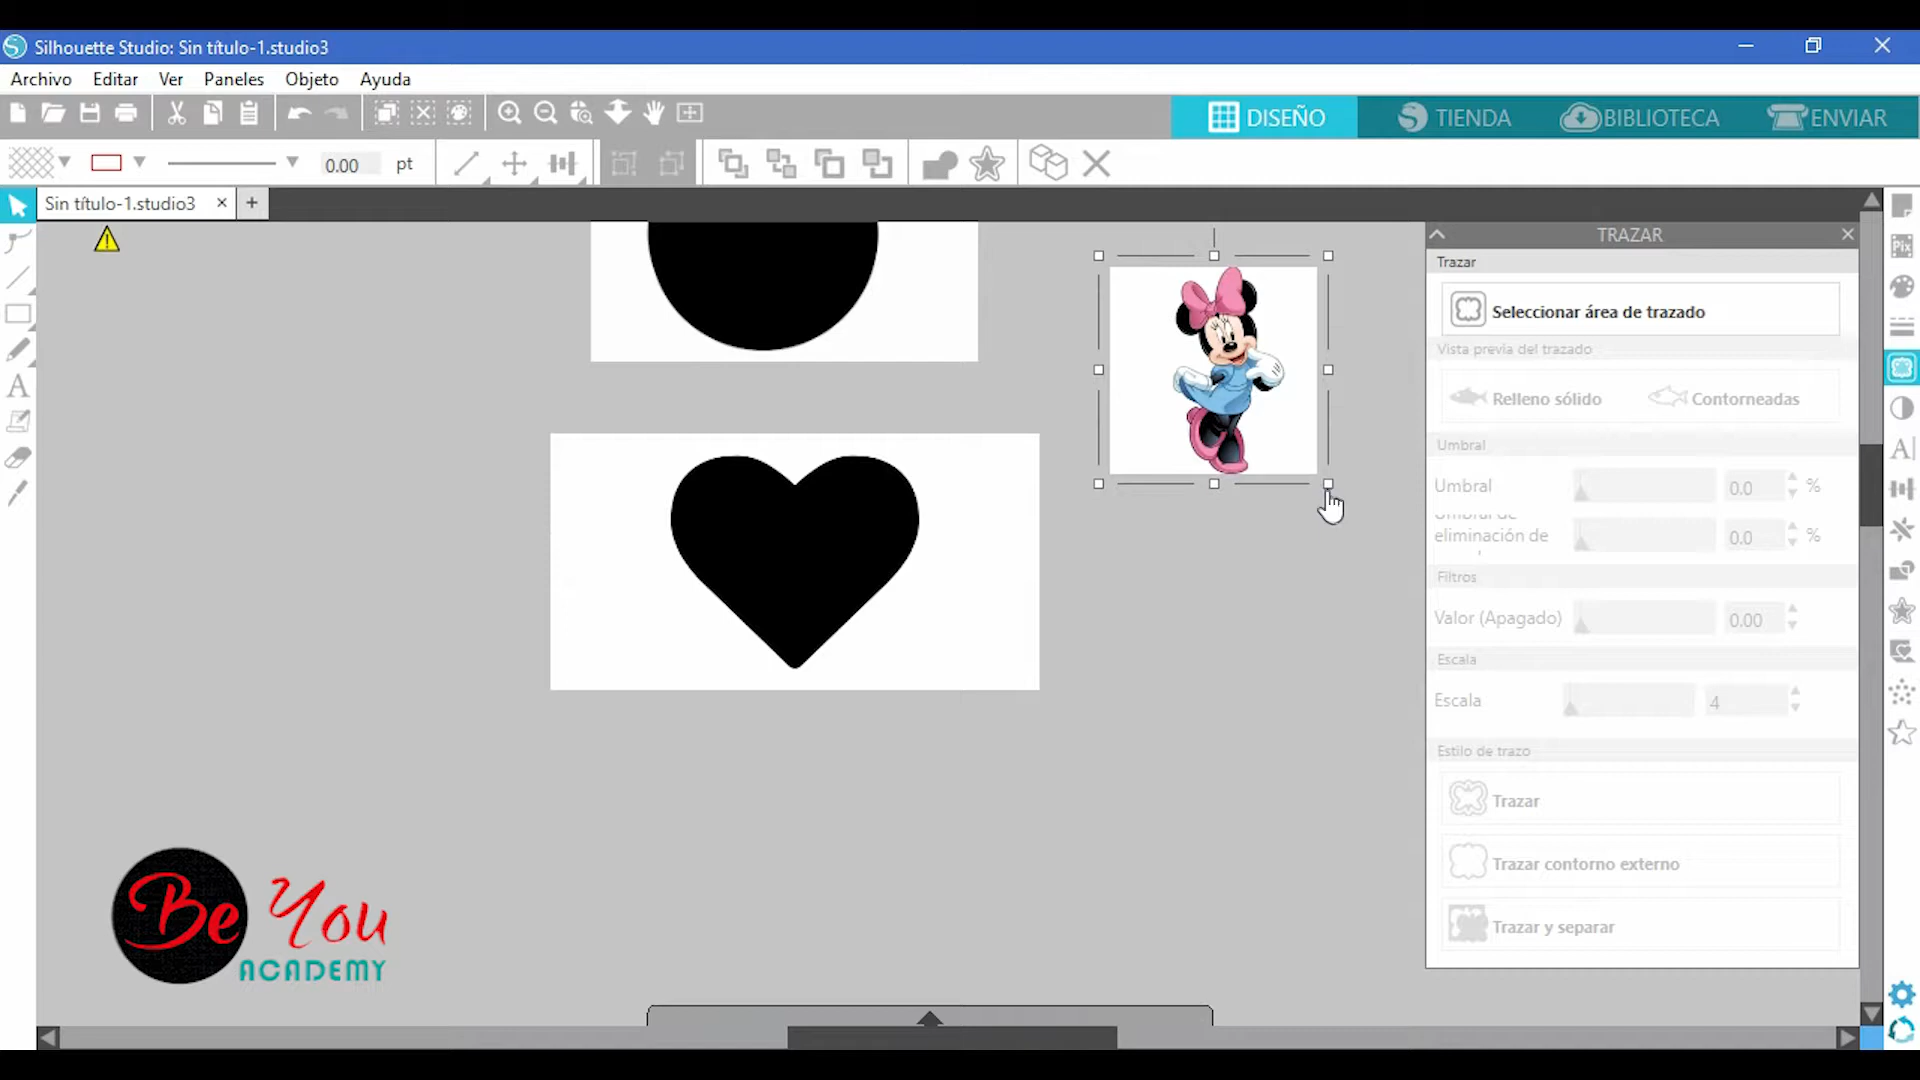 Silhouette Studio: Sin título-1.studio3
Archivo Editar Ver Paneles Objeto Ayuda
DISEÑO TIENDA BIBLIOTECA ENVIAR
0.00 pt
Sin título-1.studio3
TRAZAR
Trazar
Seleccionar área de trazado
Vista previa del trazado
Relleno sólido Contorneadas
Umbral
Umbral 0.0 %
Umbral de
eliminación de 0.0 %
Filtros
Valor (Apagado) 0.00
Escala
Escala 4
Estilo de trazo
Trazar
Trazar contorno externo
Trazar y separar
Be You
ACADEMY
Pix
A
A